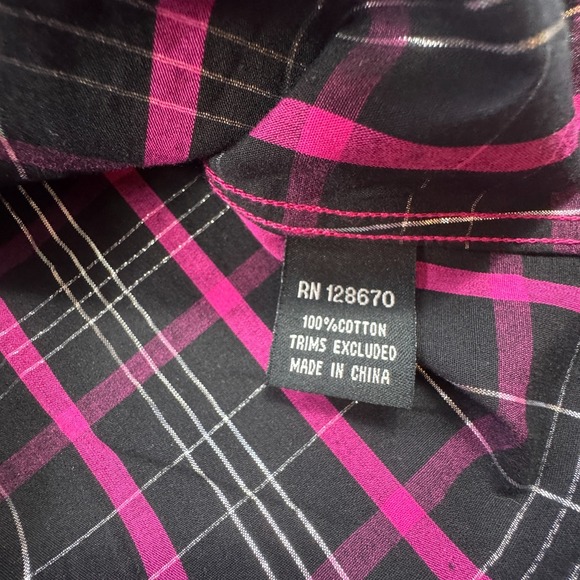 RN 128670
100%COTTON
TRIMS EXCLUDED
MADE IN CHINA